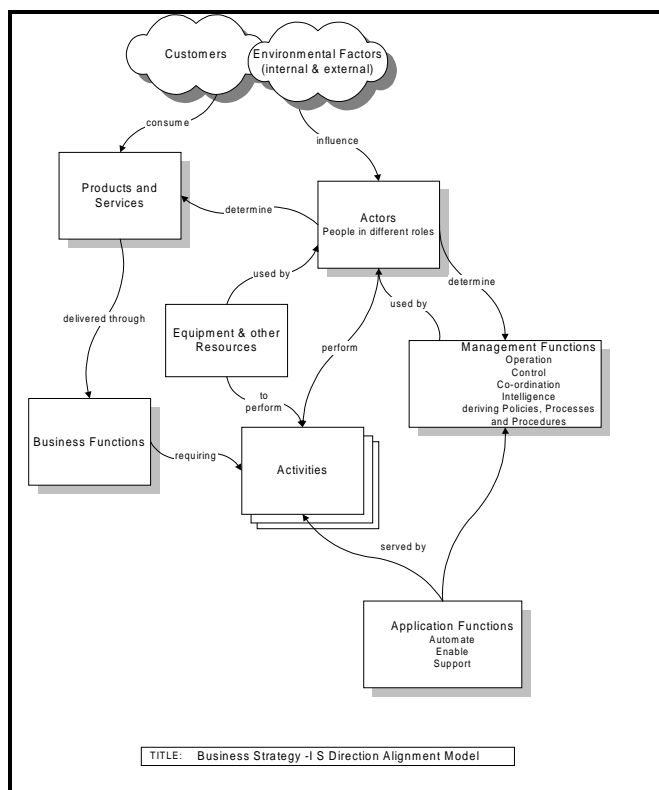 Customers
Environmental Factors
(internal & external)
consume
influence
Products and
Services
determine
Actors
People in different roles
used by
determine
delivered through
used by
Equipment & other
Resources
perform
Management Functions
Operation
Control
Co-ordination
Intelligence
deriving Policies, Processes
and Procedures
to
perform
Business Functions
requiring
Activities
served by
Application Functions
Automate
Enable
Support
TITLE: Business Strategy -I S Direction Alignment Model